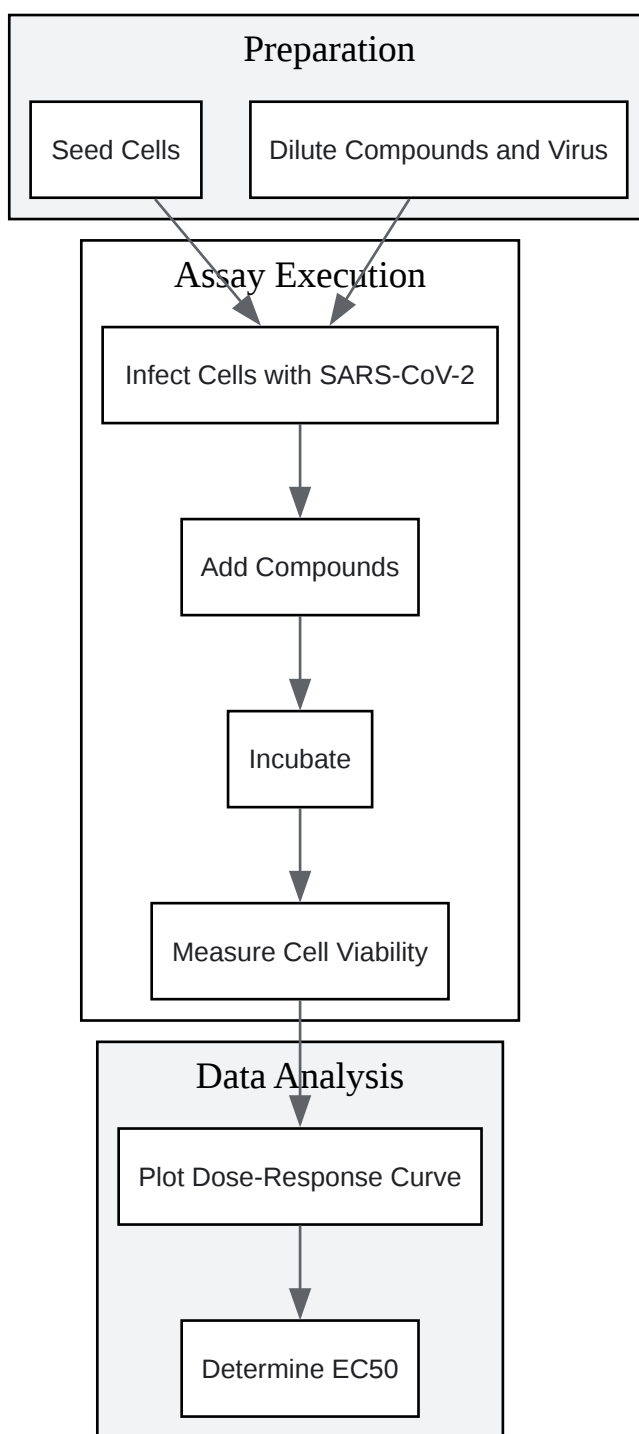 Preparation
Seed Cells
Dilute Compounds and Virus
Assay Execution
Infect Cells with SARS-CoV-2
Add Compounds
Incubate
Measure Cell Viability
Data Analysis
Plot Dose-Response Curve
Determine EC50